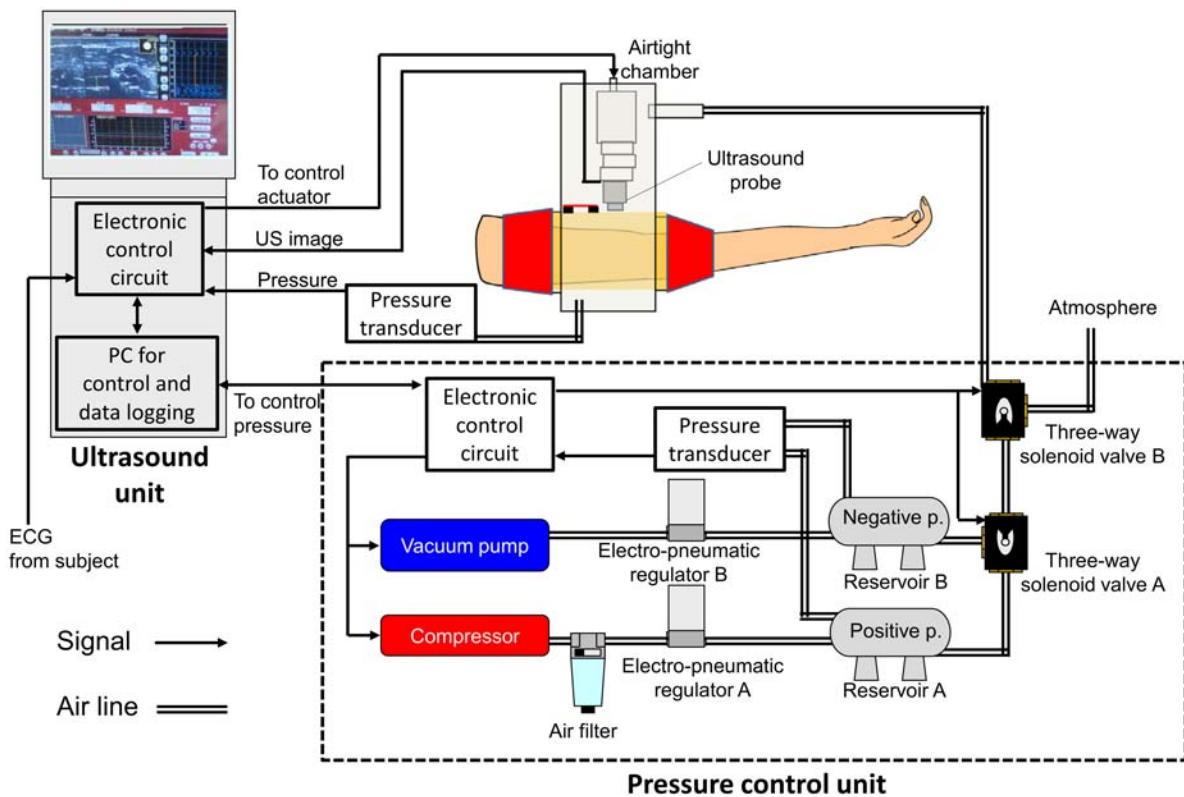 Airtight
chamber
Ultrasound
probe
To control
actuator
Electronic
control
circuit
US image
Pressure
Pressure
transducer
PC for
control and
data logging
To control
pressure
Ultrasound
unit
ECG
from subject
Atmosphere
Electronic
control
circuit
Pressure
transducer
Three-way
solenoid valve B
Vacuum pump
Electro-pneumatic
regulator B
Negative p.
Reservoir B
Three-way
solenoid valve A
Compressor
Electro-pneumatic
regulator A
Positive p.
Reservoir A
Air filter
Signal
Air line
Pressure control unit